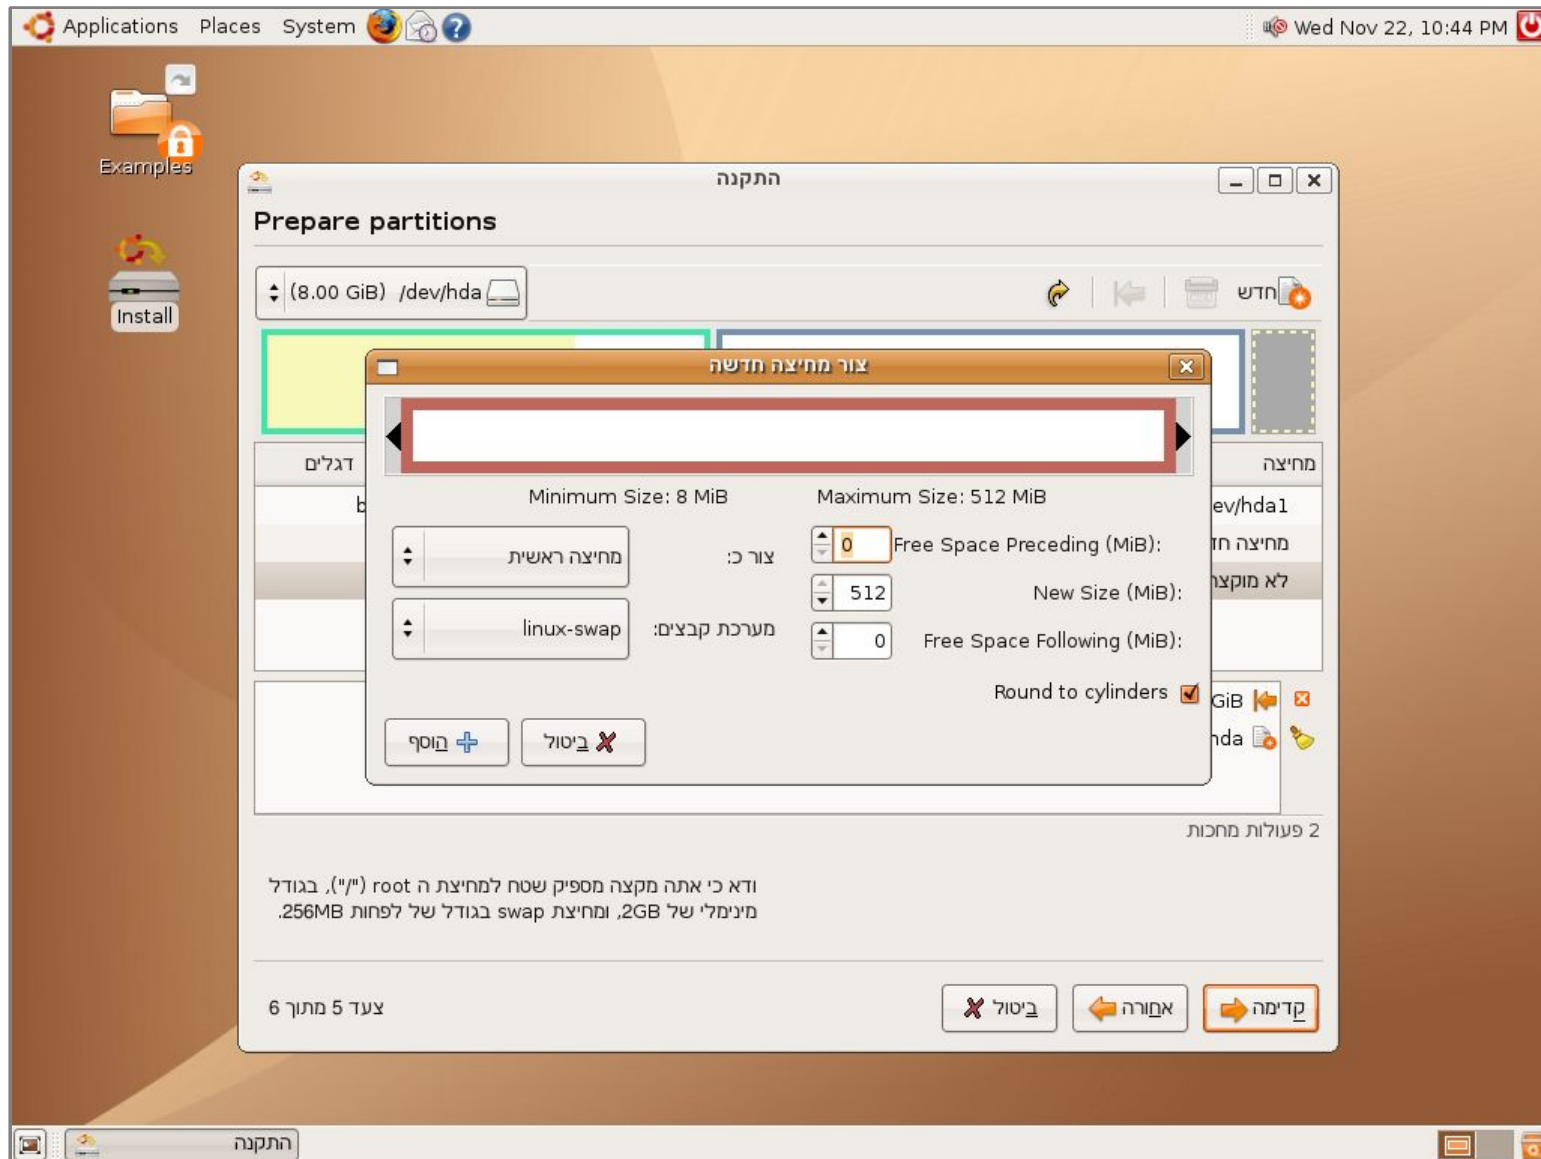 Applications Places System
Wed Nov 22, 10:44 PM
Examples
Install
התקנה
Prepare partitions
(8.00 GiB) /dev/hda
חדש
צור מחיצה חדשה
דגלים
מחיצה
Minimum Size: 8 MiB
Maximum Size: 512 MiB
b
ev/hda1
מחיצה חד
לא מוקצה
Free Space Preceding (MiB):
0
New Size (MiB):
512
Free Space Following (MiB):
0
צור כ:
מחיצה ראשית
מערכת קבצים:
linux-swap
Round to cylinders
GiB
hda
ביטול
הוסף
2 פעולות מחכות
ודא כי אתה מקצה מספיק שטח למחיצת ה root ("/"), בגודל
מינימלי של 2GB, ומחיצת swap בגודל של לפחות 256MB.
צעד 5 מתוך 6
ביטול
אחורה
קדימה
התקנה